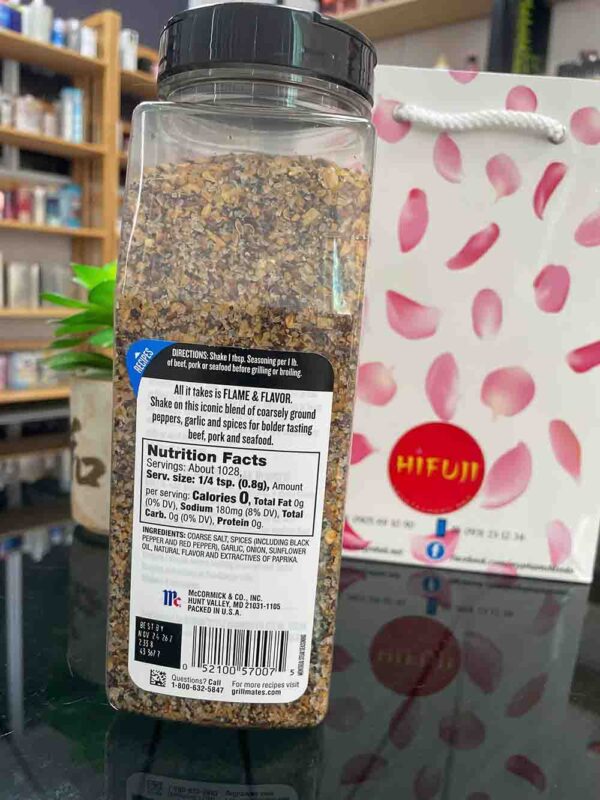 RECIPES
DIRECTIONS: Shake 1 tbsp. Seasoning per 1 lb.
of beef, pork or seafood before grilling or broiling.
All it takes is FLAME & FLAVOR.
Shake on this iconic blend of coarsely ground
peppers, garlic and spices for bolder tasting
beef, pork and seafood.
Nutrition Facts
Servings: About 1028,
Serv. size: 1/4 tsp. (0.8g), Amount
per serving: Calories 0, Total Fat 0g
(0% DV), Sodium 180mg (8% DV), Total
Carb. 0g (0% DV), Protein 0g.
INGREDIENTS: COARSE SALT, SPICES (INCLUDING BLACK
PEPPER AND RED PEPPER), GARLIC, ONION, SUNFLOWER
OIL, NATURAL FLAVOR AND EXTRACTIVES OF PAPRIKA.
Mc
McCORMICK & CO., INC.
HUNT VALLEY, MD 21031-1105
PACKED IN U.S.A.
BEST BY
NOV 24 26
0 52100 57007 5
Questions? Call
1-800-632-5847
For more recipes visit
grillmates.com
HiFUJI